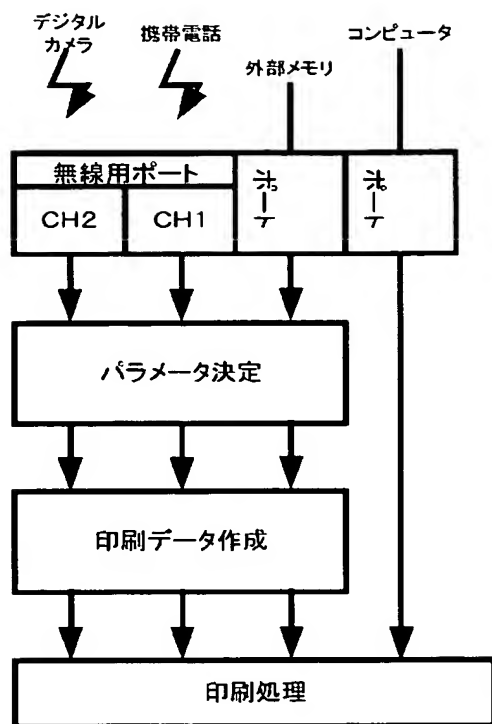 デジタル
カメラ
携帯電話
外部メモリ
コンピュータ
無線用ポート
CH2
CH1
ポート
ポート
パラメータ決定
印刷データ作成
印刷処理